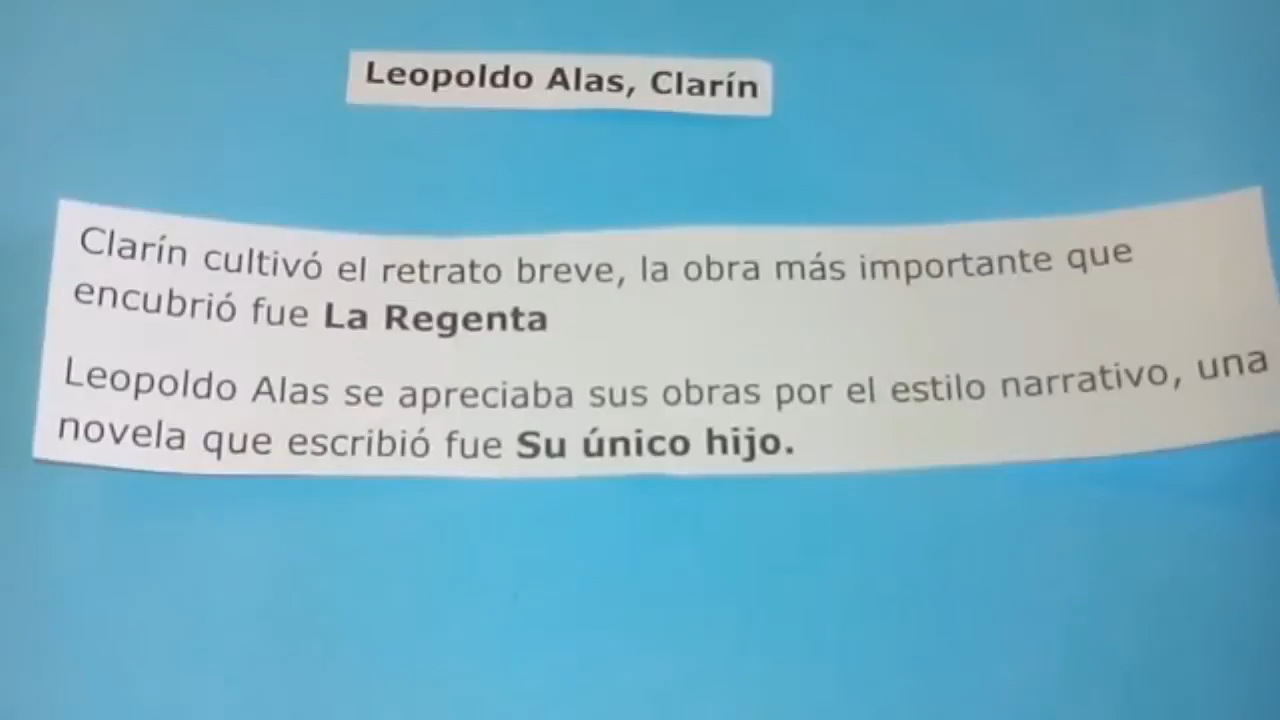 Leopoldo Alas, Clarín
Clarín cultivó el retrato breve, la obra más importante que
encubrió fue La Regenta
Leopoldo Alas se apreciaba sus obras por el estilo narrativo, una
novela que escribió fue Su único hijo.